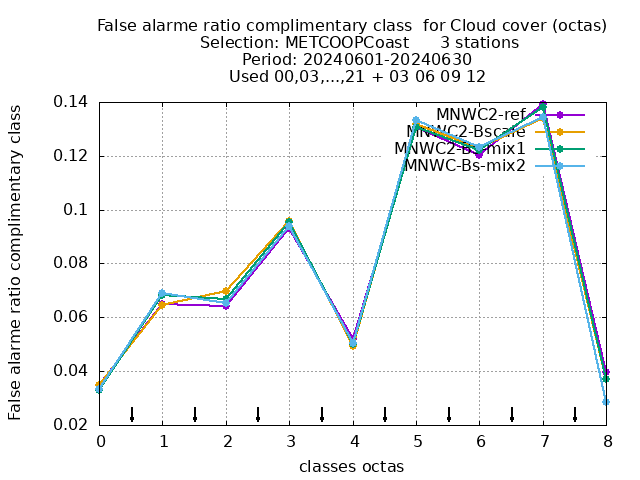 False alarme ratio complimentary class  for Cloud cover (octas)
Selection: METCOOPCoast      3 stations
Period: 20240601-20240630
Used 00,03,...,21 + 03 06 09 12
False alarme ratio complimentary class
0.14
0.12
0.1
0.08
0.06
0.04
0.02
MNWC2-ref
MNWC2-Bscale
MNWC2-Bs-mix1
MNWC-Bs-mix2
0 1 2 3 4 5 6 7 8
classes octas